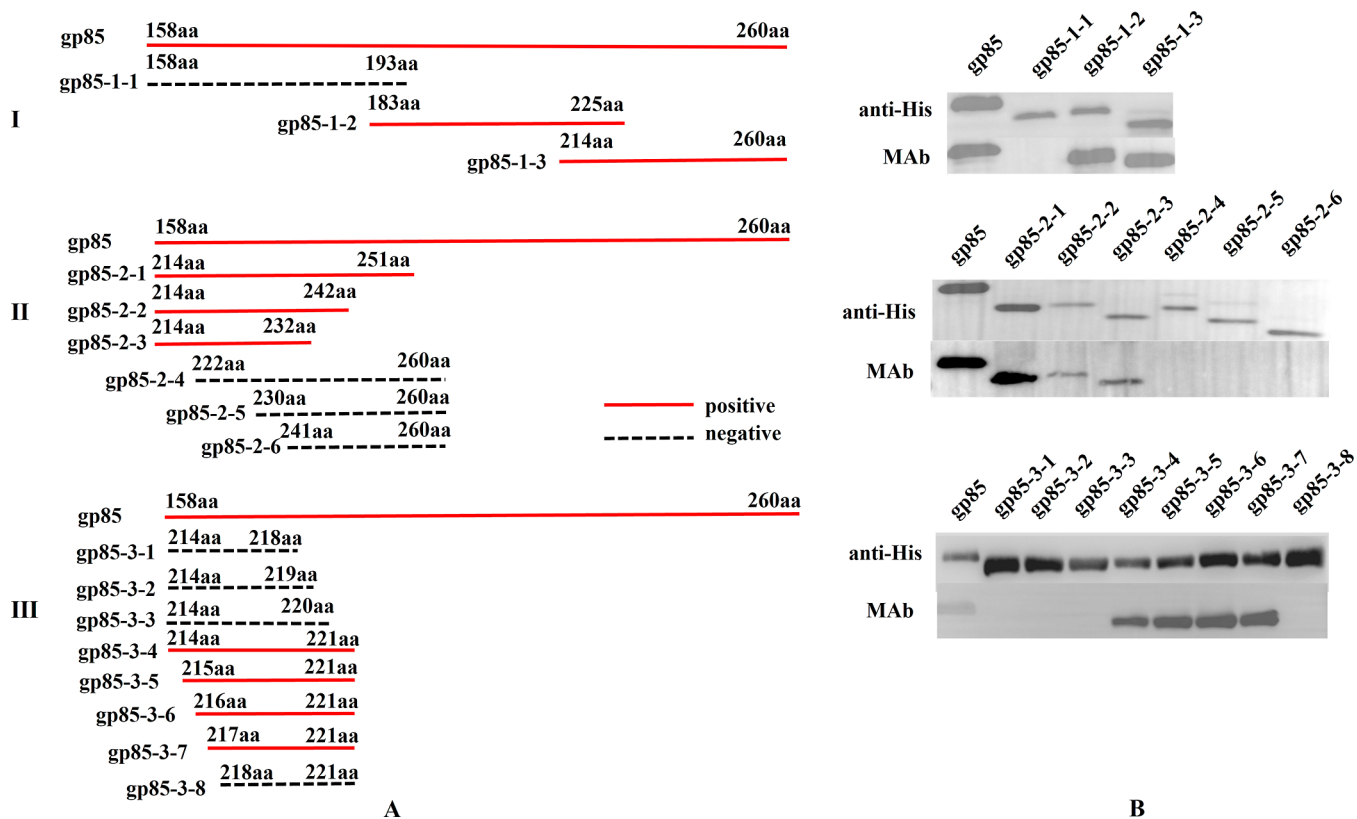 I
gp85 158aa 260aa
gp85-1-1 158aa 193aa
gp85-1-2 183aa 225aa
gp85-1-3 214aa 260aa
II
gp85 158aa 260aa
gp85-2-1 214aa 251aa
gp85-2-2 214aa 242aa
gp85-2-3 214aa 232aa
gp85-2-4 222aa 260aa
gp85-2-5 230aa 260aa
gp85-2-6 241aa 260aa
positive
negative
III
gp85 158aa 260aa
gp85-3-1 214aa 218aa
gp85-3-2 214aa 219aa
gp85-3-3 214aa 220aa
gp85-3-4 214aa 221aa
gp85-3-5 215aa 221aa
gp85-3-6 216aa 221aa
gp85-3-7 217aa 221aa
gp85-3-8 218aa 221aa
A
gp85 gp85-1-1 gp85-1-2 gp85-1-3
anti-His
MAb
gp85 gp85-2-1 gp85-2-2 gp85-2-3 gp85-2-4 gp85-2-5 gp85-2-6
anti-His
MAb
gp85 gp85-3-1 gp85-3-2 gp85-3-3 gp85-3-4 gp85-3-5 gp85-3-6 gp85-3-7 gp85-3-8
anti-His
MAb
B